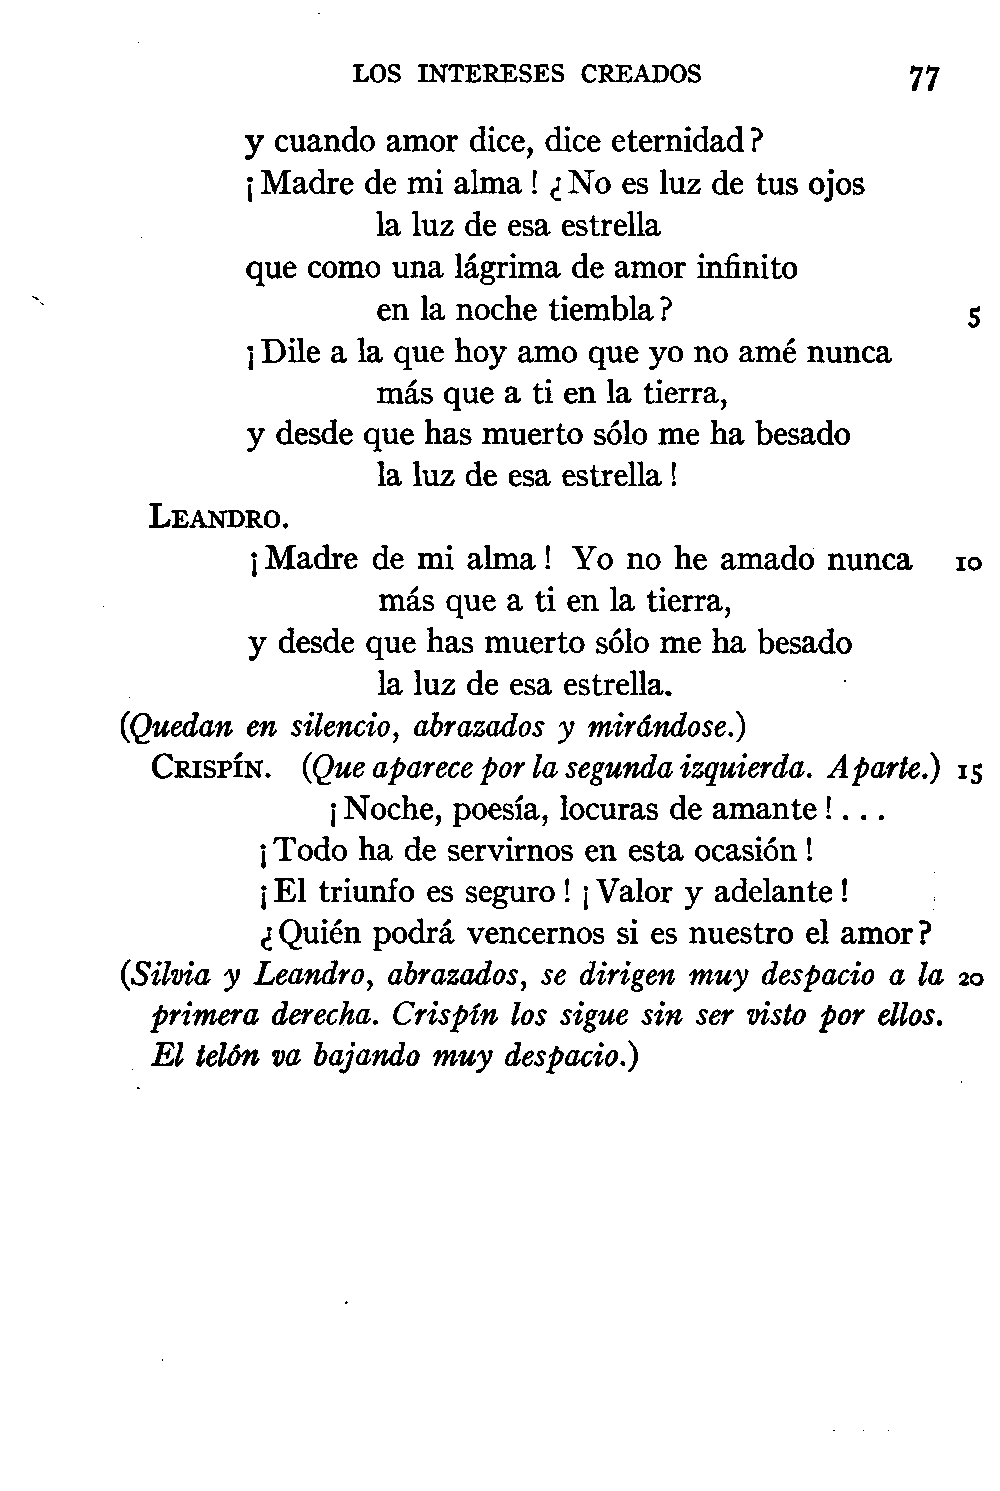 LOS INTERESES CREADOS 77
y cuando amor dice, dice eternidad?
¡Madre de mi alma! ¿No es luz de tus ojos
la luz de esa estrella
que como una lágrima de amor infinito
en la noche tiembla? 5
¡Dile a la que hoy amo que yo no amé nunca
más que a ti en la tierra,
y desde que has muerto sólo me ha besado
la luz de esa estrella!
LEANDRO.
¡Madre de mi alma! Yo no he amado nunca 10
más que a ti en la tierra,
y desde que has muerto sólo me ha besado
la luz de esa estrella.
(Quedan en silencio, abrazados y mirándose.)
CRISPÍN. (Que aparece por la segunda izquierda. Aparte.) 15
¡Noche, poesía, locuras de amante!...
¡Todo ha de servirnos en esta ocasión!
¡El triunfo es seguro! ¡Valor y adelante!
¿Quién podrá vencernos si es nuestro el amor?
(Silvia y Leandro, abrazados, se dirigen muy despacio a la 20
primera derecha. Crispín los sigue sin ser visto por ellos.
El telón va bajando muy despacio.)